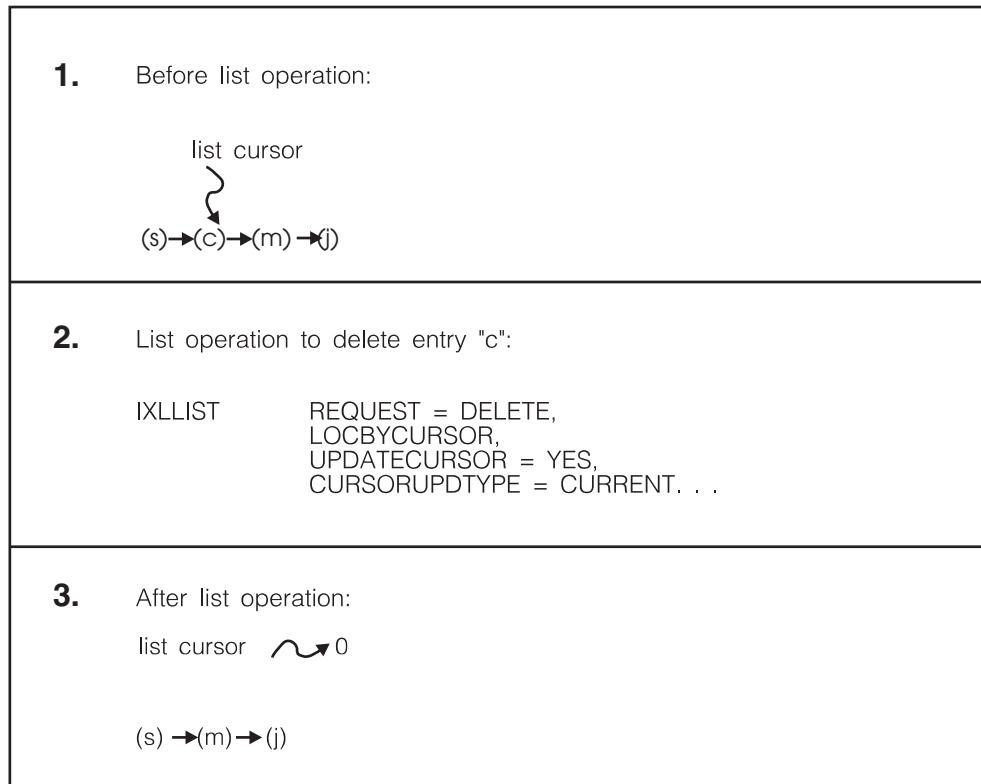 1. Before list operation:
list cursor
(s)→(c)→(m)→(j)
2. List operation to delete entry "c":
IXLLIST REQUEST = DELETE,
LOCBYCURSOR,
UPDATECURSOR = YES,
CURSORUPDTYPE = CURRENT. . .
3. After list operation:
list cursor 0
(s)→(m)→(j)